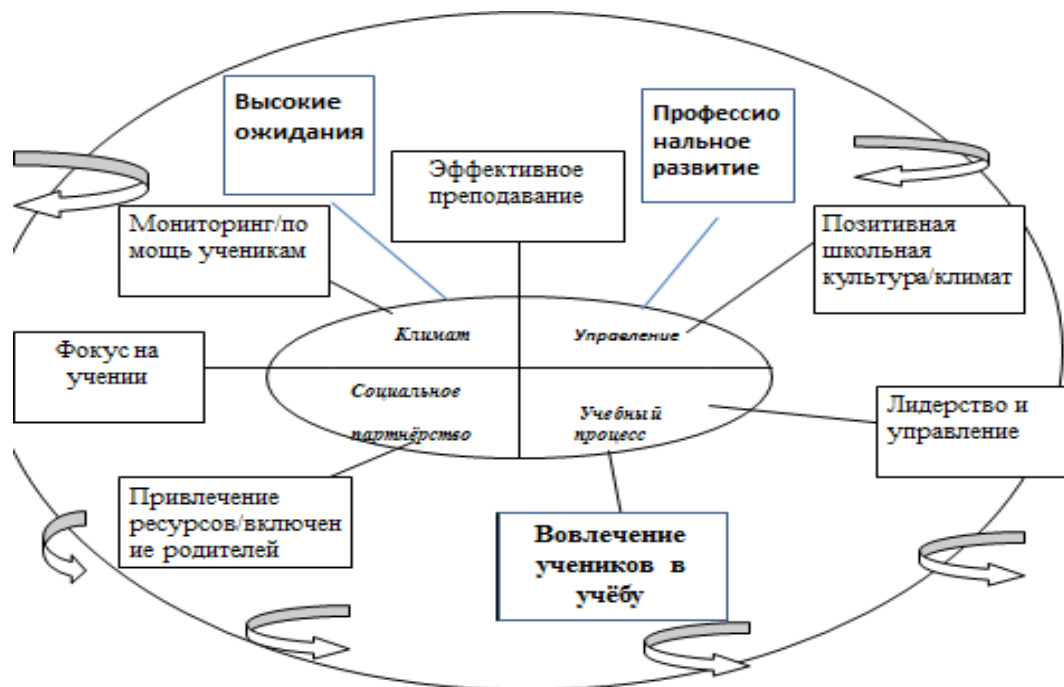 Высокие
ожидания
Профессио
нальное
развитие
Эффективное
преподавание
Мониторинг/по
мощь ученикам
Позитивная
школьная
культура/климат
Климат
Управление
Фокус на
учении
Социальное
партнёрство
Учебный
процесс
Лидерство и
управление
Привлечение
ресурсов/включен
ие родителей
Вовлечение
учеников в
учёбу